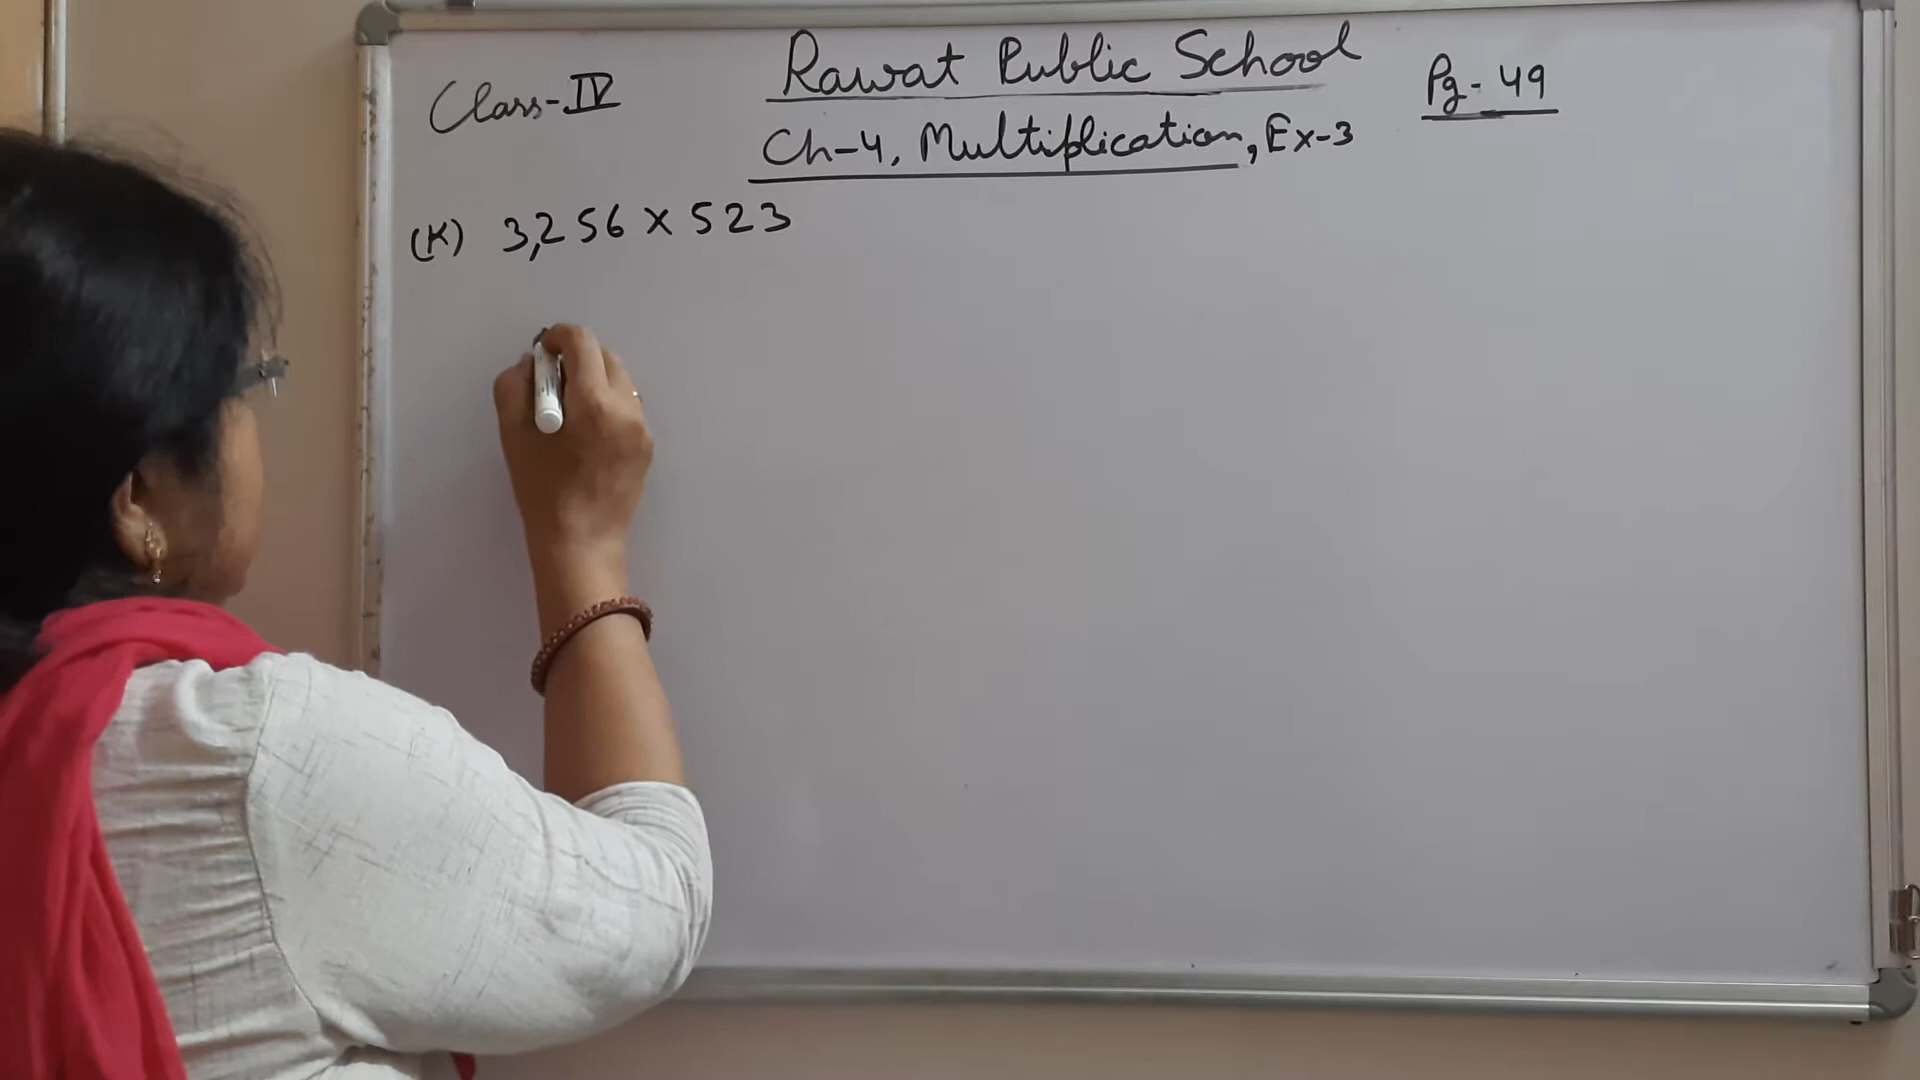 Class-IV
Rawat Public School
Pg- 49
Ch-4, Multiplication, Ex-3
(K) 3,256 x 523